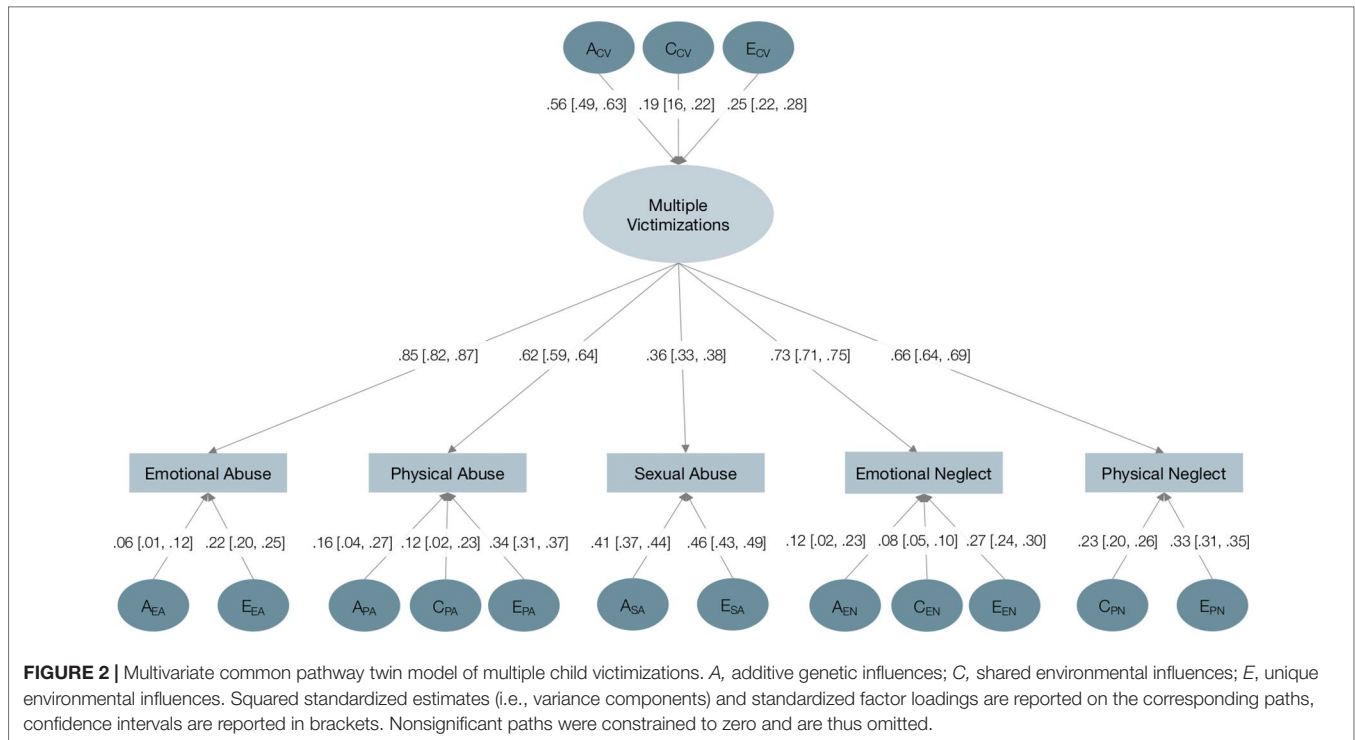 ACV CCV ECV
.56 [.49, .63] .19 [16, .22] .25 [.22, .28]
Multiple
Victimizations
.85 [.82, .87] .62 [.59, .64] .36 [.33, .38] .73 [.71, .75] .66 [.64, .69]
Emotional Abuse Physical Abuse Sexual Abuse Emotional Neglect Physical Neglect
.06 [.01, .12] .22 [.20, .25] .16 [.04, .27] .12 [.02, .23] .34 [.31, .37] .41 [.37, .44] .46 [.43, .49] .12 [.02, .23] .08 [.05, .10] .27 [.24, .30] .23 [.20, .26] .33 [.31, .35]
AEA EEA APA CPA EPA ASA ESA AEN CEN EEN CPN EPN
FIGURE 2 | Multivariate common pathway twin model of multiple child victimizations. A, additive genetic influences; C, shared environmental influences; E, unique
environmental influences. Squared standardized estimates (i.e., variance components) and standardized factor loadings are reported on the corresponding paths,
confidence intervals are reported in brackets. Nonsignificant paths were constrained to zero and are thus omitted.